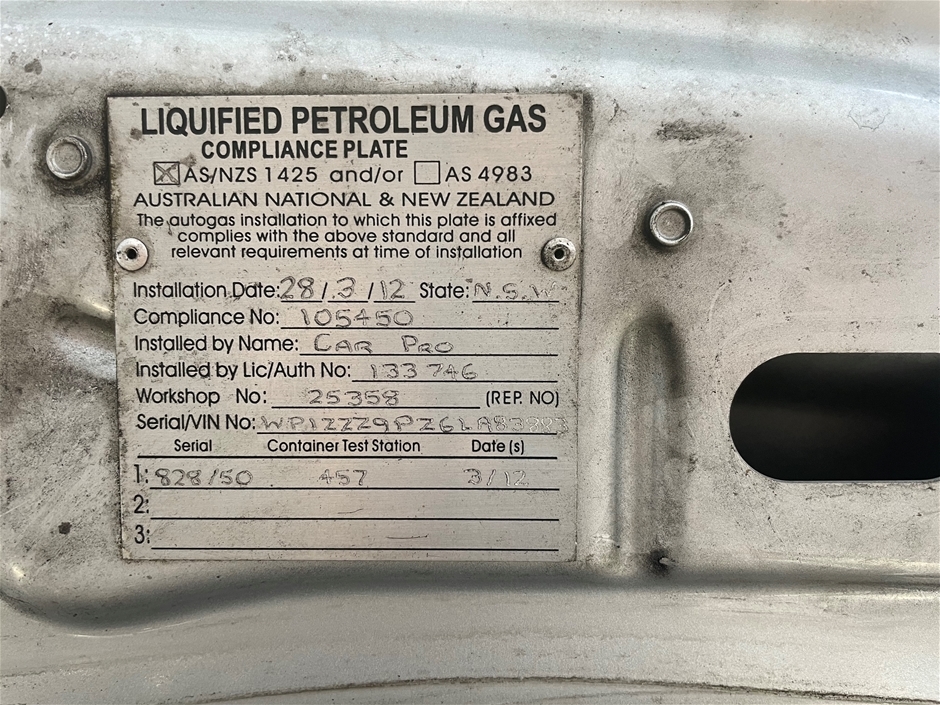 LIQUIFIED PETROLEUM GAS
COMPLIANCE PLATE
AS/NZS 1425 and/or AS 4983
AUSTRALIAN NATIONAL & NEW ZEALAND
The autogas installation to which this plate is affixed
complies with the above standard and all
relevant requirements at time of installation
Installation Date: 28/3/12 State: N.S.W
Compliance No: 105450
Installed by Name: CAR PRO
Installed by Lic/Auth No: 133746
Workshop No: 25358 (REP. NO)
Serial/VIN No:
Serial Container Test Station Date (s)
1: 828/50 457 3/12
2:
3: